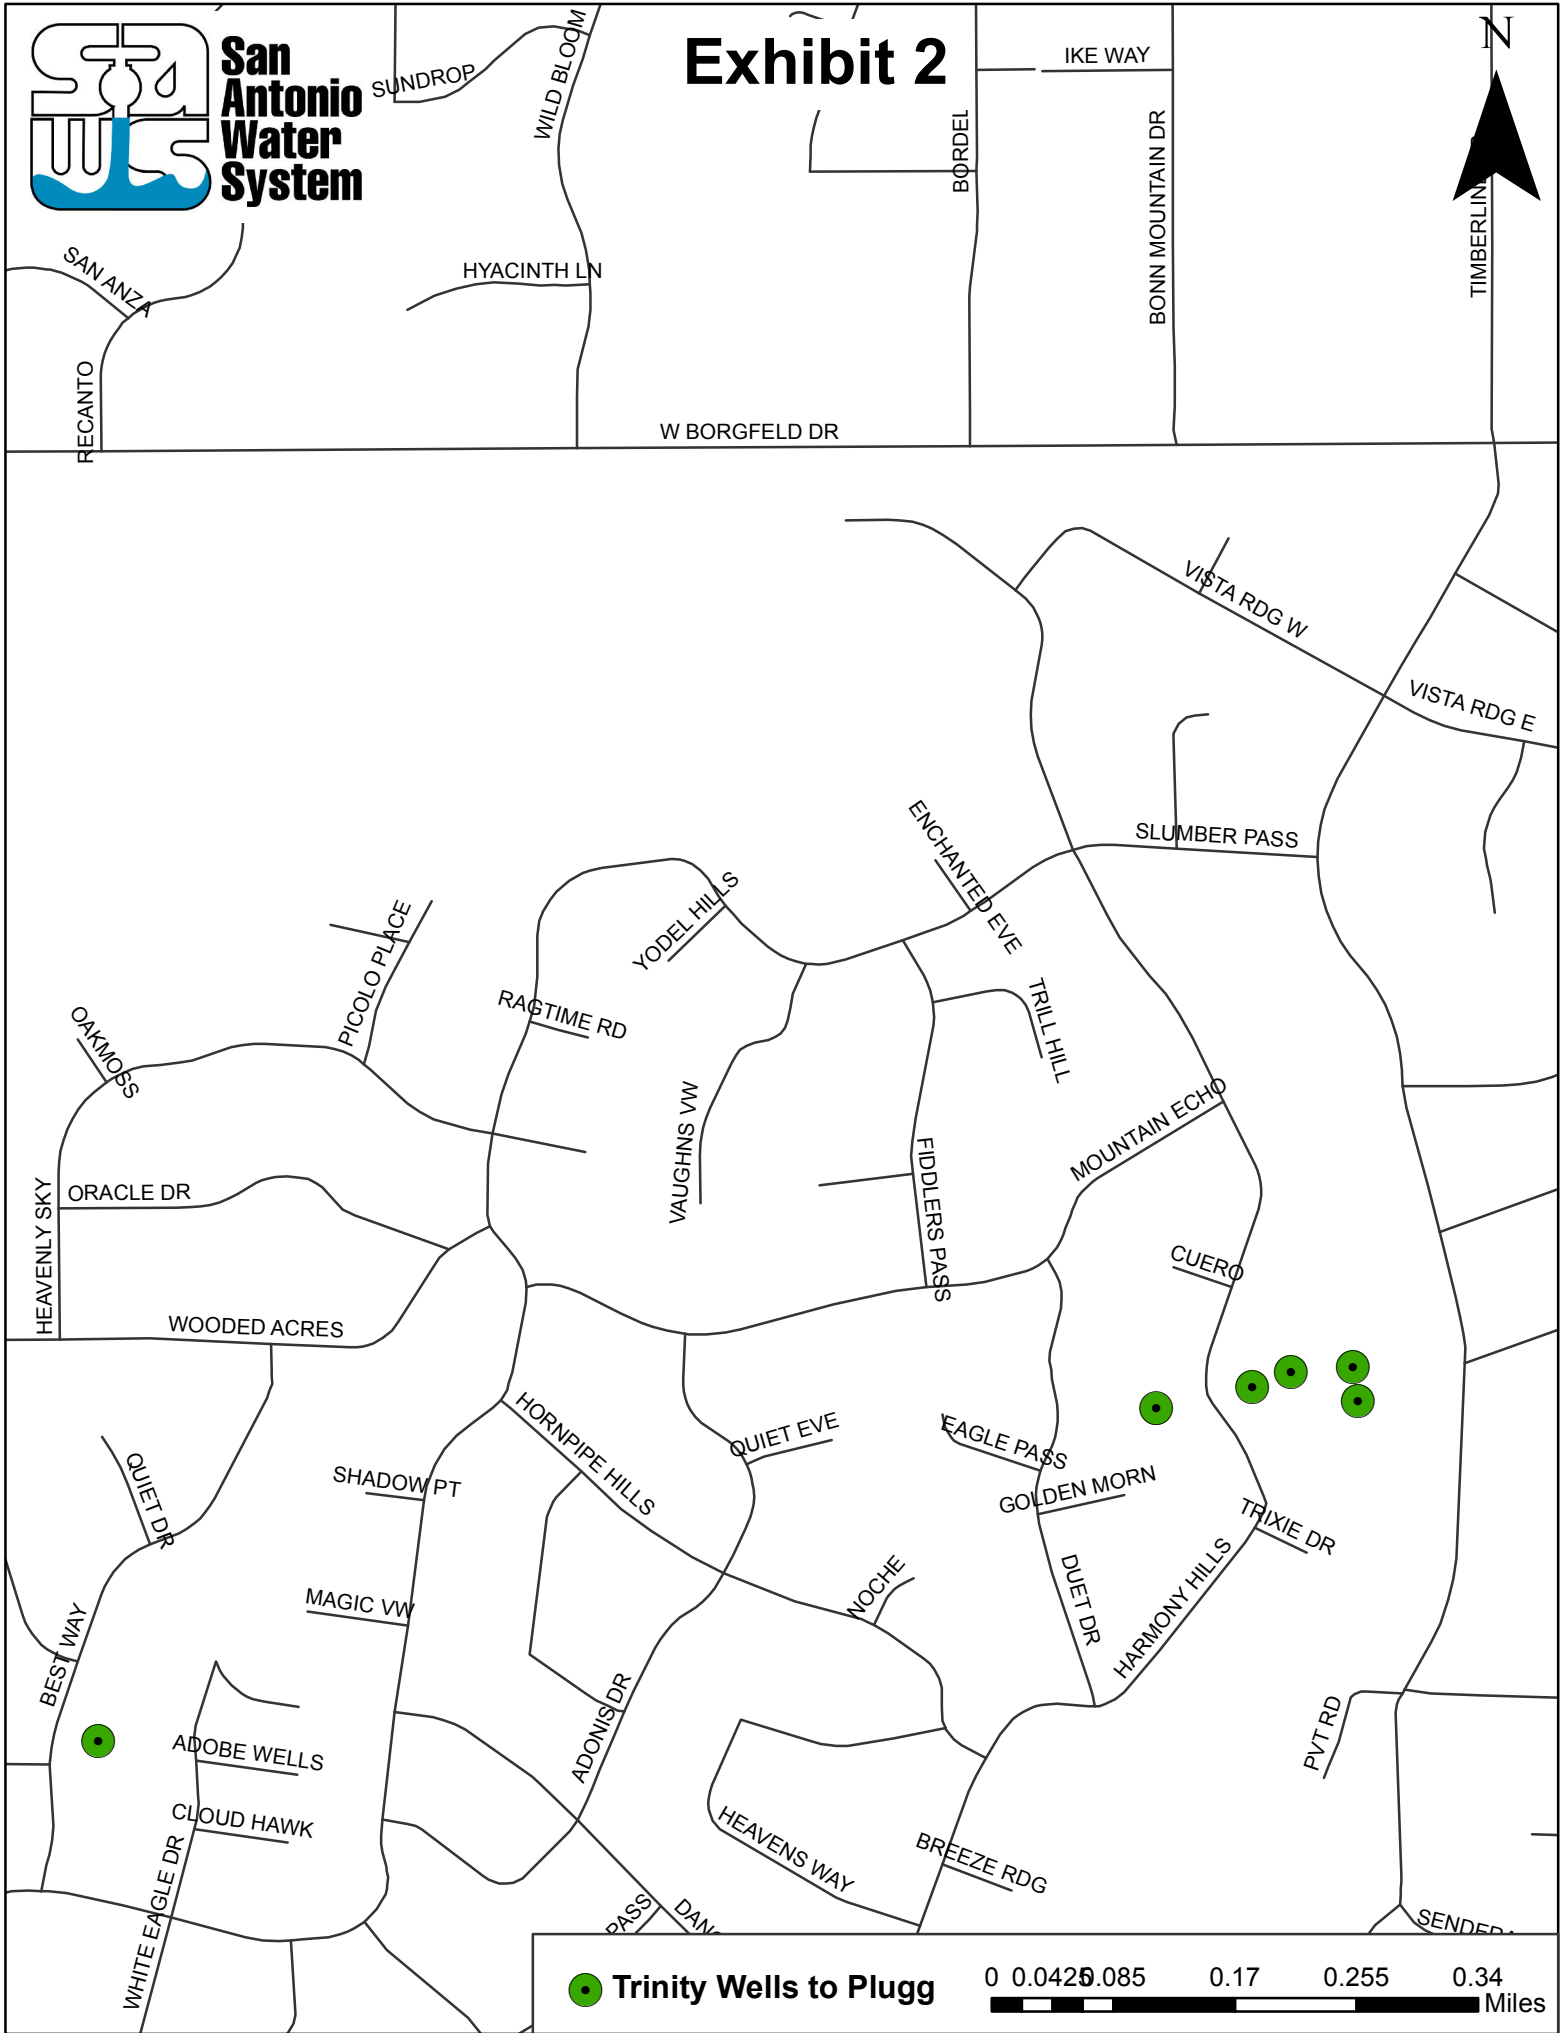 San
Antonio
Water
System
Exhibit 2
N
SUNDROP
WILD BLOOM
IKE WAY
BORDEL
BONN MOUNTAIN DR
SAN ANZA
HYACINTH LN
RECANTO
W BORGFELD DR
VISTA RDG W
VISTA RDG E
ENCHANTED EVE
SLUMBER PASS
YODEL HILLS
PICOLO PLACE
RAGTIME RD
OAKMOSS
TRILL HILL
VAUGHNS VW
MOUNTAIN ECHO
FIDDLERS PASS
HEAVENLY SKY
ORACLE DR
CUERO
WOODED ACRES
HORNPIPE HILLS
QUIET EVE
EAGLE PASS
QUIET DR
SHADOW PT
GOLDEN MORN
TRIXIE DR
NOCHE
DUET DR
HARMONY HILLS
MAGIC VW
BEST WAY
ADONIS DR
PVT RD
ADOBE WELLS
CLOUD HAWK
HEAVENS WAY
BREEZE RDG
WHITE EAGLE DR
PASS
Trinity Wells to Plugg
0 0.0425 0.085 0.17 0.255 0.34
Miles